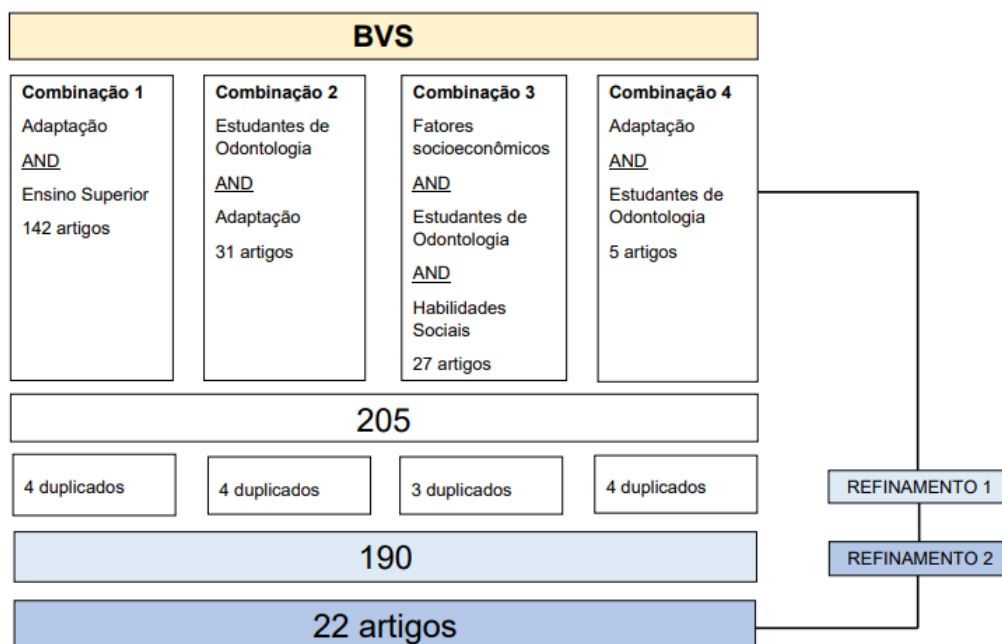 BVS
Combinação 1
Adaptação
AND
Ensino Superior
142 artigos
Combinação 2
Estudantes de
Odontologia
AND
Adaptação
31 artigos
Combinação 3
Fatores
socioeconômicos
AND
Estudantes de
Odontologia
AND
Habilidades
Sociais
27 artigos
Combinação 4
Adaptação
AND
Estudantes de
Odontologia
5 artigos
205
4 duplicados
4 duplicados
3 duplicados
4 duplicados
REFINAMENTO 1
190
REFINAMENTO 2
22 artigos